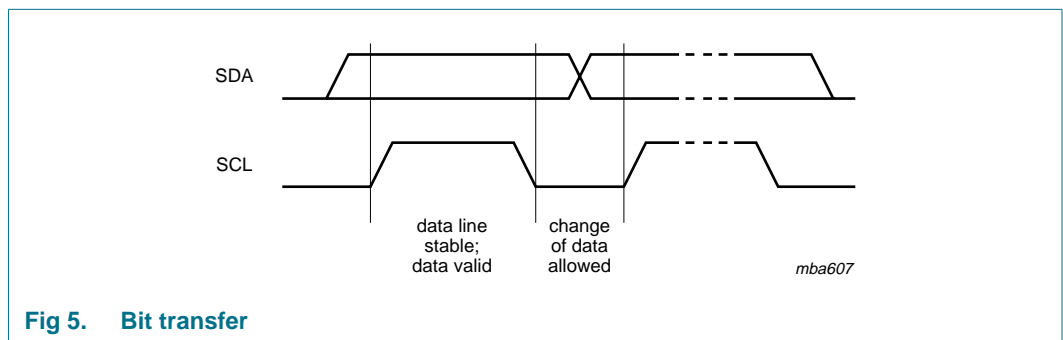 SDA
SCL
data line
stable;
data valid
change
of data
allowed
mba607
Fig 5. Bit transfer